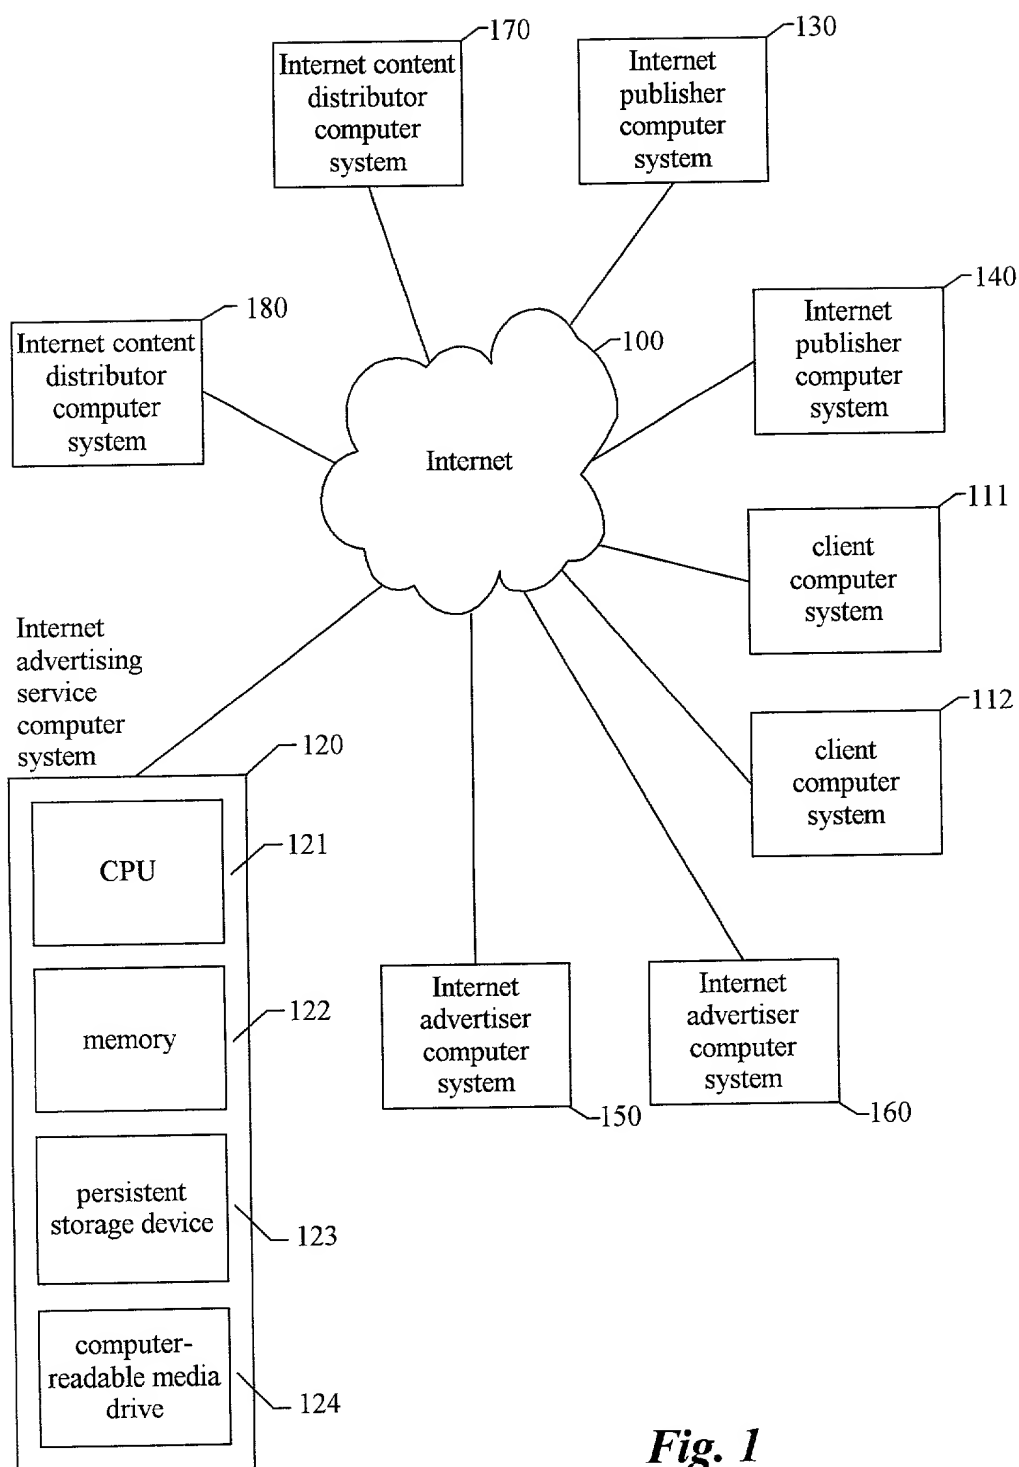 170
Internet content
distributor
computer
system
130
Internet
publisher
computer
system
180
Internet content
distributor
computer
system
140
Internet
publisher
computer
system
100
Internet
111
client
computer
system
112
client
computer
system
Internet
advertising
service
computer
system
120
CPU
121
memory
122
persistent
storage device
123
computer-
readable media
drive
124
Internet
advertiser
computer
system
150
Internet
advertiser
computer
system
160
Fig. 1